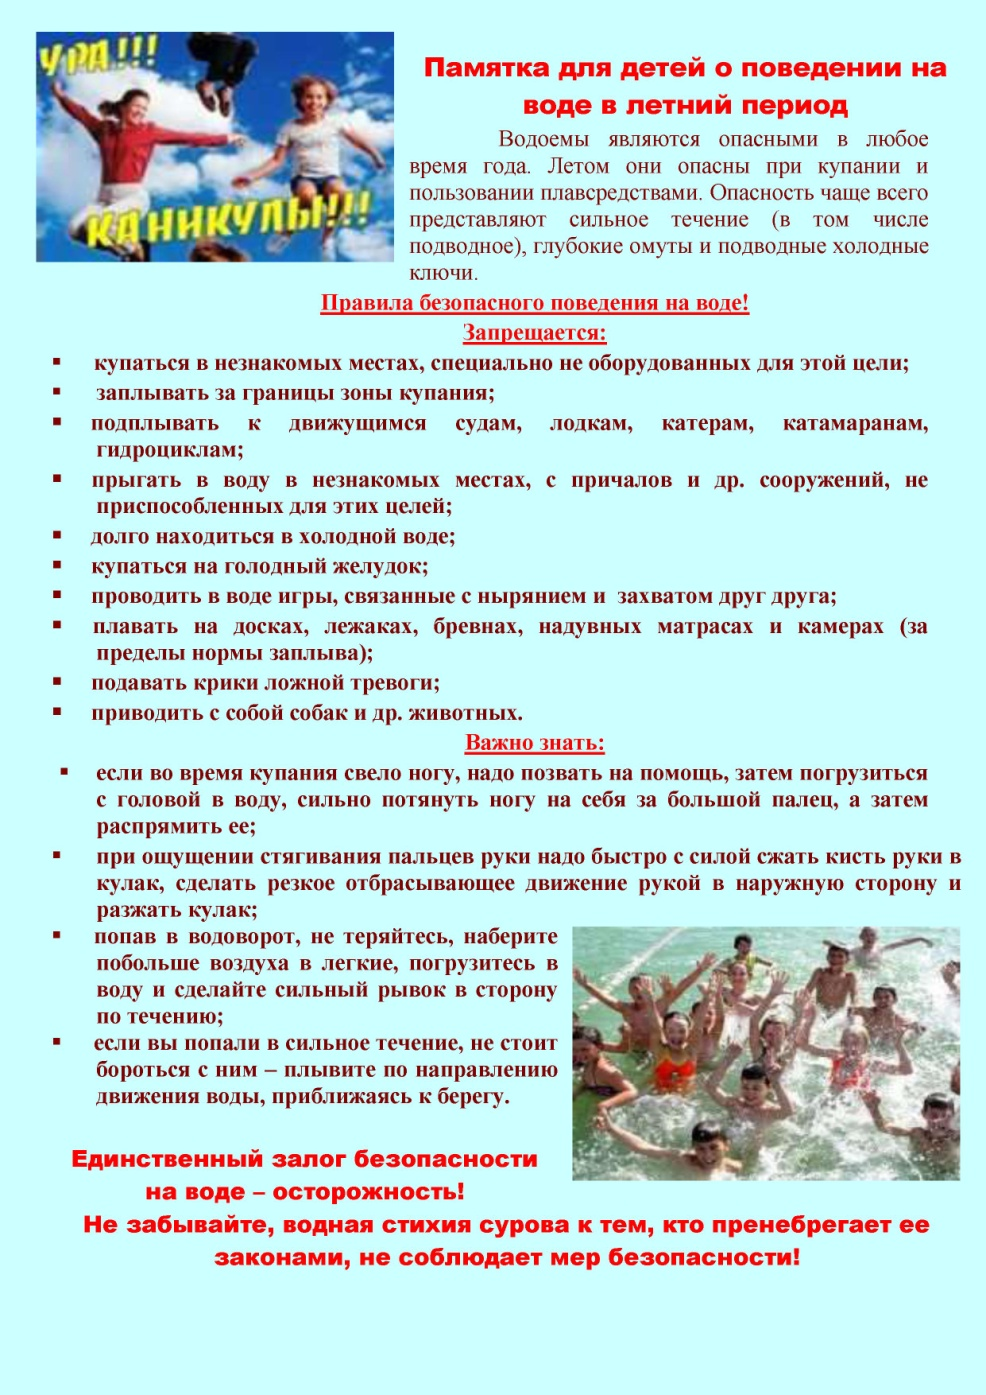 УРА!!!
КАНИКУЛЫ!!!
Памятка для детей о поведении на
воде в летний период
Водоемы являются опасными в любое
время года. Летом они опасны при купании и
пользовании плавсредствами. Опасность чаще всего
представляют сильное течение (в том числе
подводное), глубокие омуты и подводные холодные
ключи.
Правила безопасного поведения на воде!
Запрещается:
▪ купаться в незнакомых местах, специально не оборудованных для этой цели;
▪ заплывать за границы зоны купания;
▪ подплывать к движущимся судам, лодкам, катерам, катамаранам,
гидроциклам;
▪ прыгать в воду в незнакомых местах, с причалов и др. сооружений, не
приспособленных для этих целей;
▪ долго находиться в холодной воде;
▪ купаться на голодный желудок;
▪ проводить в воде игры, связанные с нырянием и захватом друг друга;
▪ плавать на досках, лежаках, бревнах, надувных матрасах и камерах (за
пределы нормы заплыва);
▪ подавать крики ложной тревоги;
▪ приводить с собой собак и др. животных.
Важно знать:
▪ если во время купания свело ногу, надо позвать на помощь, затем погрузиться
с головой в воду, сильно потянуть ногу на себя за большой палец, а затем
распрямить ее;
▪ при ощущении стягивания пальцев руки надо быстро с силой сжать кисть руки в
кулак, сделать резкое отбрасывающее движение рукой в наружную сторону и
разжать кулак;
▪ попав в водоворот, не теряйтесь, наберите
побольше воздуха в легкие, погрузитесь в
воду и сделайте сильный рывок в сторону
по течению;
▪ если вы попали в сильное течение, не стоит
бороться с ним – плывите по направлению
движения воды, приближаясь к берегу.
Единственный залог безопасности
на воде – осторожность!
Не забывайте, водная стихия сурова к тем, кто пренебрегает ее
законами, не соблюдает мер безопасности!